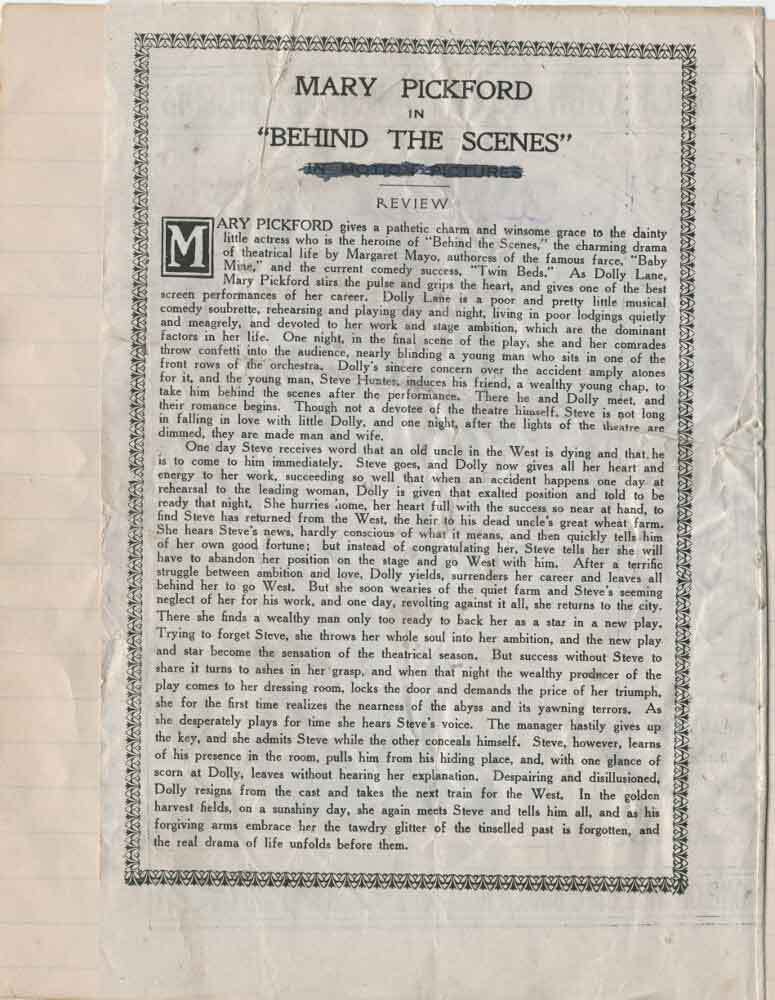 MARY PICKFORD
IN
“BEHIND THE SCENES”
IN MOTION PICTURES
REVIEW
MARY PICKFORD gives a pathetic charm and winsome grace to the dainty
little actress who is the heroine of “Behind the Scenes,” the charming drama
of theatrical life by Margaret Mayo, authoress of the famous farce, “Baby
Mine,” and the current comedy success, “Twin Beds.” As Dolly Lane,
Mary Pickford stirs the pulse and grips the heart, and gives one of the best
screen performances of her career. Dolly Lane is a poor and pretty little musical
comedy soubrette, rehearsing and playing day and night, living in poor lodgings quietly
and meagrely, and devoted to her work and stage ambition, which are the dominant
factors in her life. One night, in the final scene of the play, she and her comrades
throw confetti into the audience, nearly blinding a young man who sits in one of the
front rows of the orchestra. Dolly's sincere concern over the accident amply atones
for it, and the young man, Steve Hunter, induces his friend, a wealthy young chap, to
take him behind the scenes after the performance. There he and Dolly meet, and
their romance begins. Though not a devotee of the theatre himself, Steve is not long
in falling in love with little Dolly, and one night, after the lights of the theatre are
dimmed, they are made man and wife.
One day Steve receives word that an old uncle in the West is dying and that he
is to come to him immediately. Steve goes, and Dolly now gives all her heart and
energy to her work, succeeding so well that when an accident happens one day at
rehearsal to the leading woman, Dolly is given that exalted position and told to be
ready that night. She hurries home, her heart full with the success so near at hand, to
find Steve has returned from the West, the heir to his dead uncle's great wheat farm.
She hears Steve's news, hardly conscious of what it means, and then quickly tells him
of her own good fortune; but instead of congratulating her, Steve tells her she will
have to abandon her position on the stage and go West with him. After a terrific
struggle between ambition and love, Dolly yields, surrenders her career and leaves all
behind her to go West. But she soon wearies of the quiet farm and Steve's seeming
neglect of her for his work, and one day, revolting against it all, she returns to the city.
There she finds a wealthy man only too ready to back her as a star in a new play.
Trying to forget Steve, she throws her whole soul into her ambition, and the new play
and star become the sensation of the theatrical season. But success without Steve to
share it turns to ashes in her grasp, and when that night the wealthy producer of the
play comes to her dressing room, locks the door and demands the price of her triumph,
she for the first time realizes the nearness of the abyss and its yawning terrors. As
she desperately plays for time she hears Steve's voice. The manager hastily gives up
the key, and she admits Steve while the other conceals himself. Steve, however, learns
of his presence in the room, pulls him from his hiding place, and, with one glance of
scorn at Dolly, leaves without hearing her explanation. Despairing and disillusioned,
Dolly resigns from the cast and takes the next train for the West. In the golden
harvest fields, on a sunshiny day, she again meets Steve and tells him all, and as his
forgiving arms embrace her the tawdry glitter of the tinselled past is forgotten, and
the real drama of life unfolds before them.